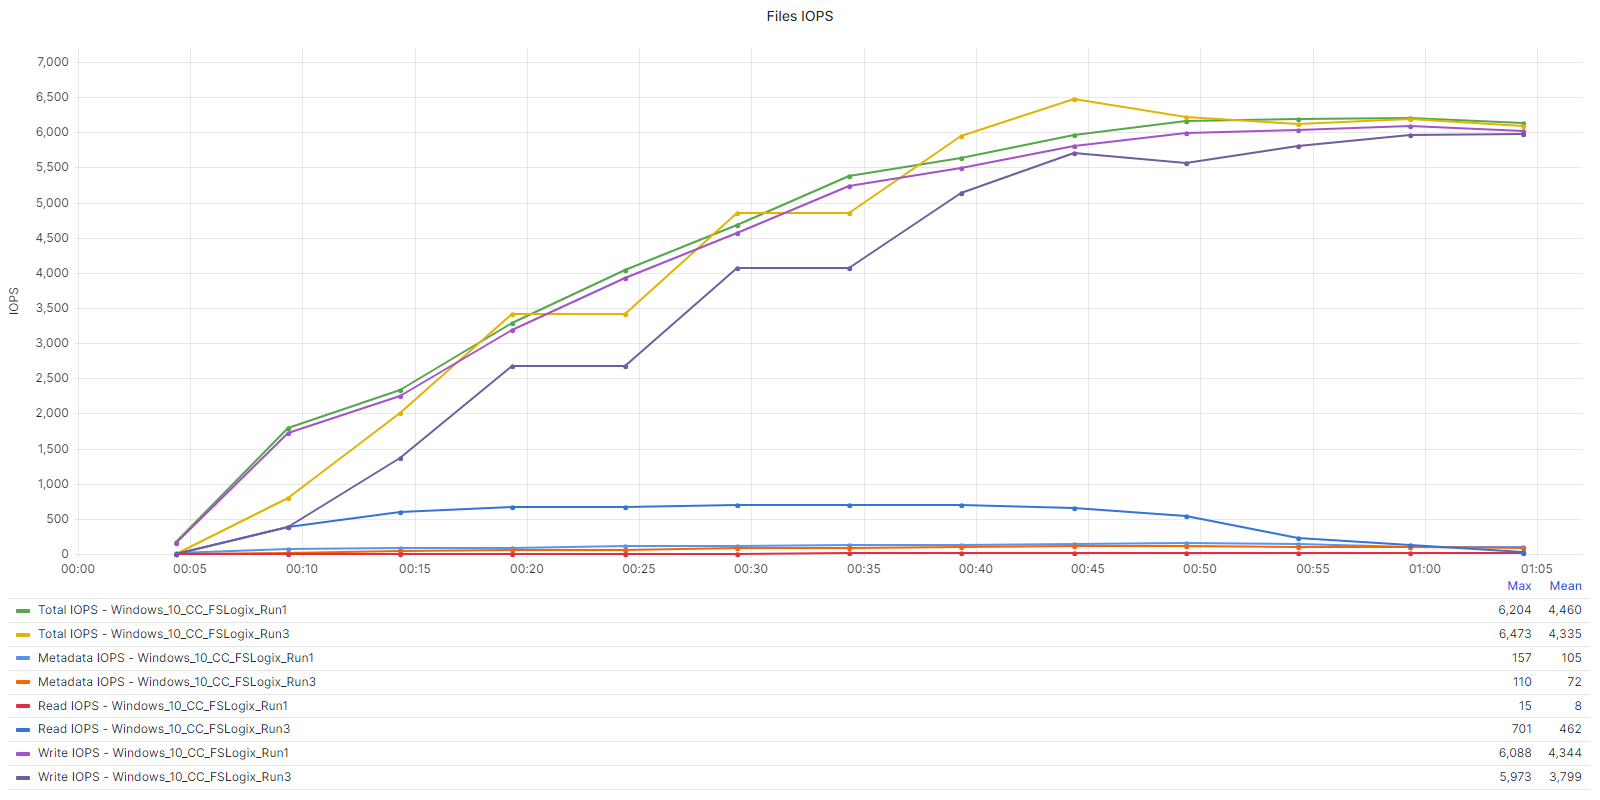 Files IOPS
7,000
6,500
6,000
5,500
5,000
4,500
4,000
3,500
3,000
2,500
2,000
1,500
1,000
500
0
IOPS
00:00 00:05 00:10 00:15 00:20 00:25 00:30 00:35 00:40 00:45 00:50 00:55 01:00 01:05
Max Mean
Total IOPS - Windows_10_CC_FSLogix_Run1 6,204 4,460
Total IOPS - Windows_10_CC_FSLogix_Run3 6,473 4,335
Metadata IOPS - Windows_10_CC_FSLogix_Run1 157 105
Metadata IOPS - Windows_10_CC_FSLogix_Run3 110 72
Read IOPS - Windows_10_CC_FSLogix_Run1 15 8
Read IOPS - Windows_10_CC_FSLogix_Run3 701 462
Write IOPS - Windows_10_CC_FSLogix_Run1 6,088 4,344
Write IOPS - Windows_10_CC_FSLogix_Run3 5,973 3,799